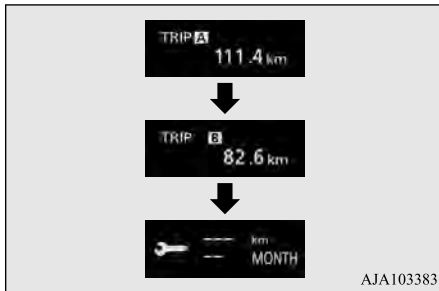 TRIP A
111.4 km
TRIP B
82.6 km
--- km
-- MONTH
AJA103383